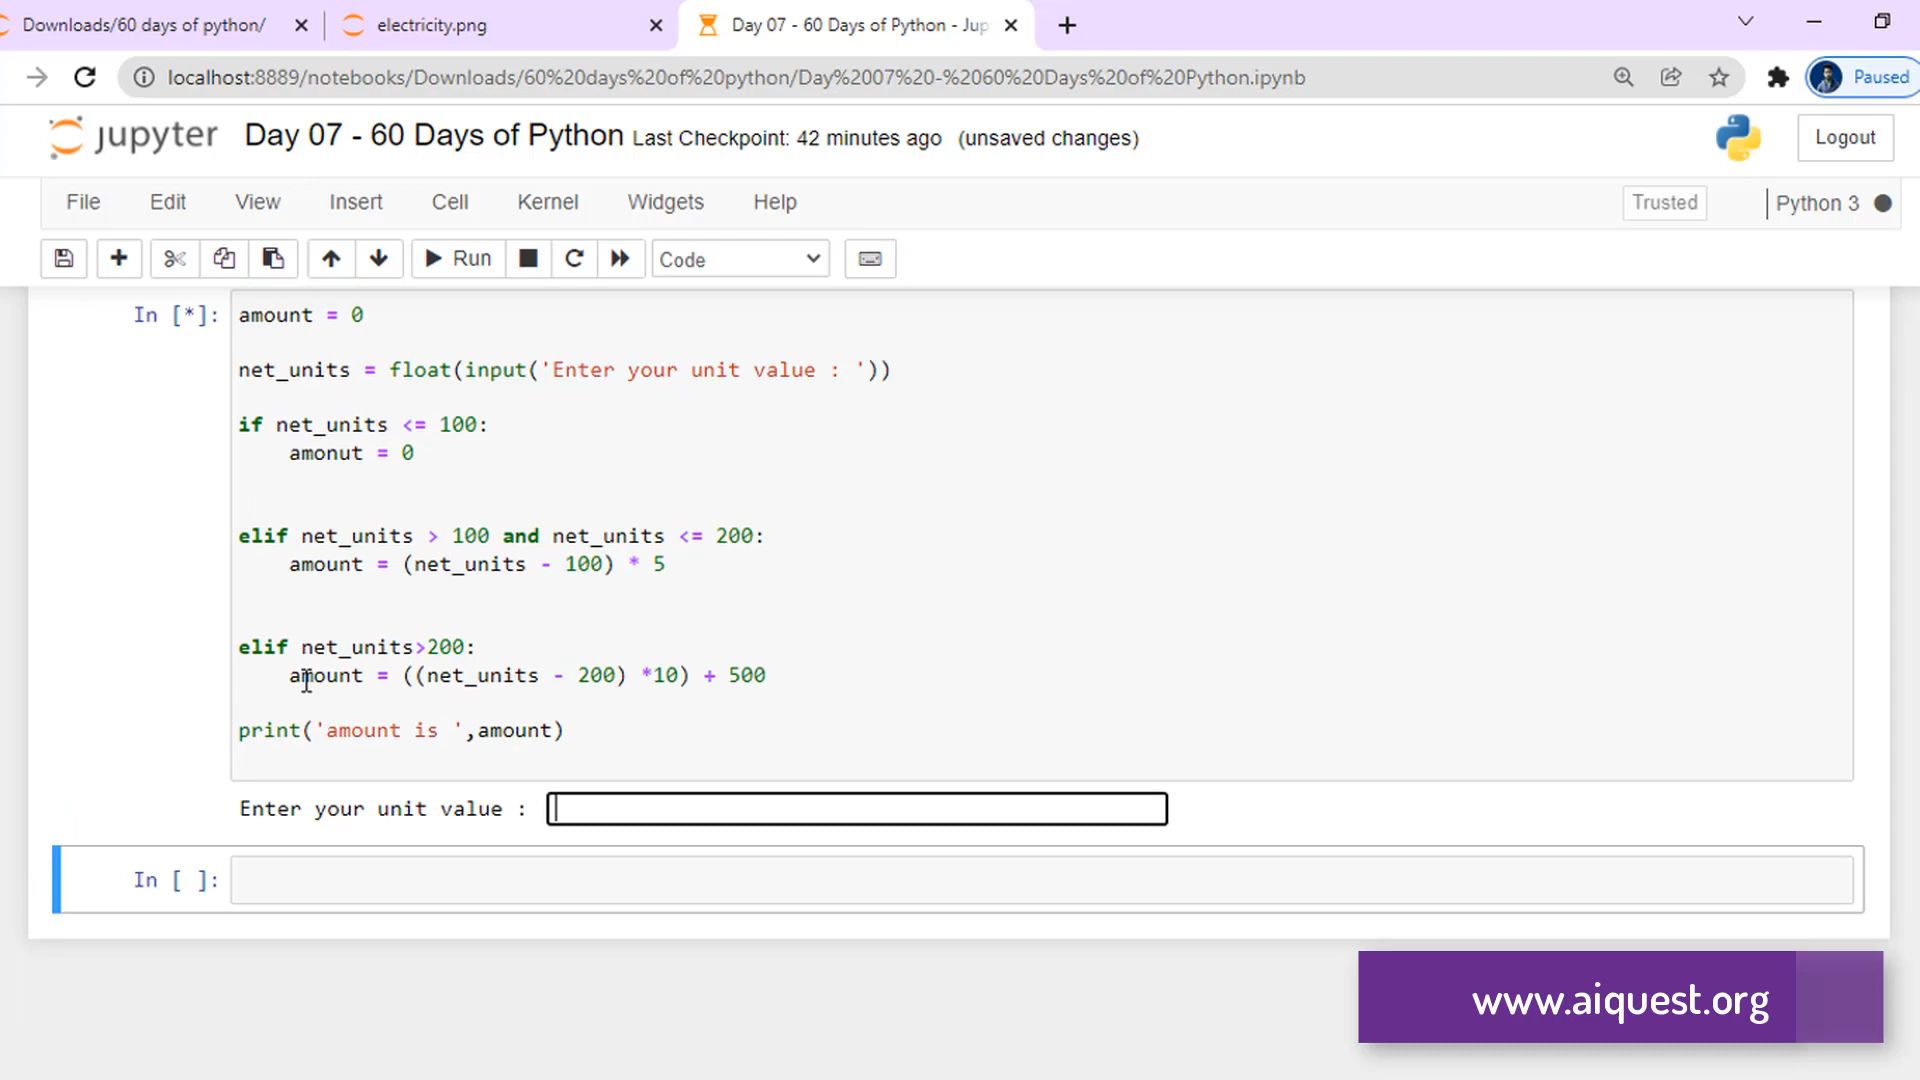 Downloads/60 days of python/
electricity.png
Day 07 - 60 Days of Python - Jup
localhost:8889/notebooks/Downloads/60%20days%20of%20python/Day%2007%20-%2060%20Days%20of%20Python.ipynb
Paused
jupyter Day 07 - 60 Days of Python Last Checkpoint: 42 minutes ago (unsaved changes)
Logout
File Edit View Insert Cell Kernel Widgets Help
Trusted
Python 3
Run
Code
In [*]:
amount = 0
net_units = float(input('Enter your unit value : '))
if net_units <= 100:
amonut = 0
elif net_units > 100 and net_units <= 200:
amount = (net_units - 100) * 5
elif net_units>200:
amount = ((net_units - 200) *10) + 500
print('amount is ',amount)
Enter your unit value :
In [ ]:
www.aiquest.org